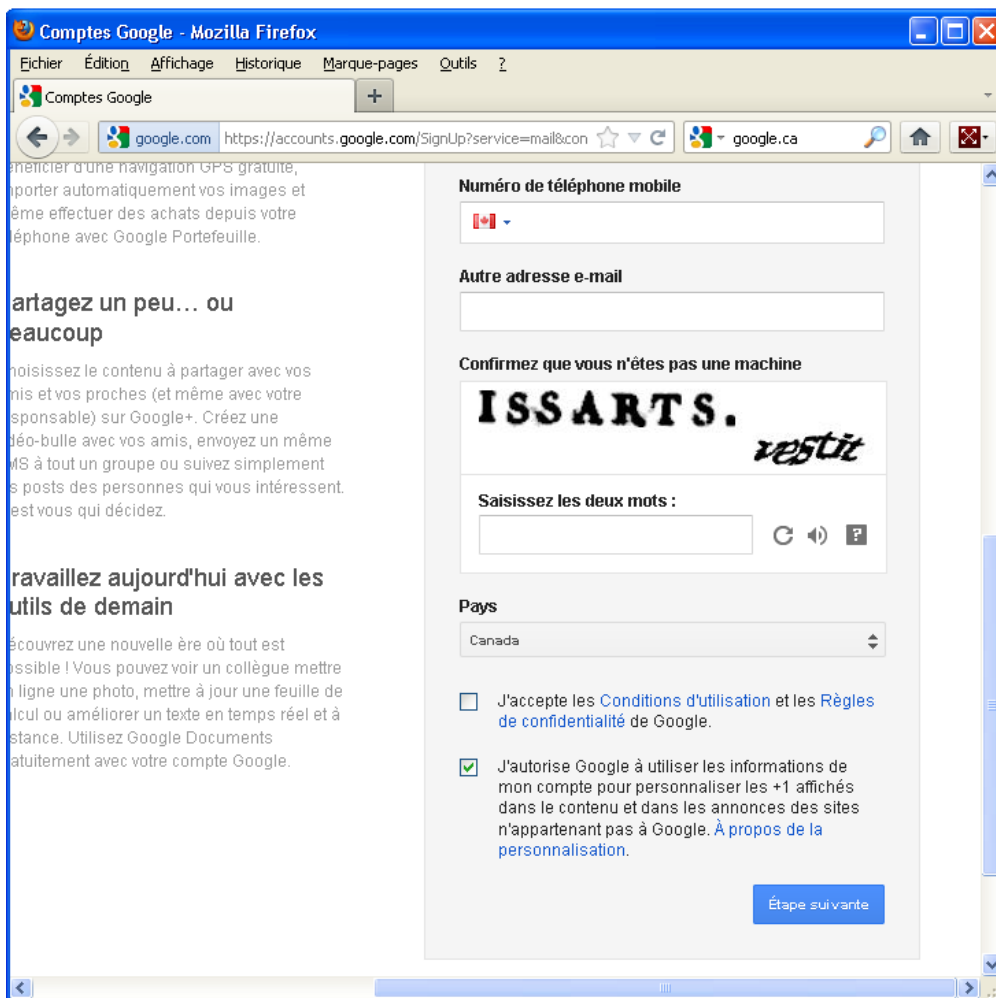 Comptes Google - Mozilla Firefox
Fichier Édition Affichage Historique Marque-pages Outils ?
Comptes Google
google.com https://accounts.google.com/SignUp?service=mail&con google.ca
énéficier d'une navigation GPS gratuite,
porter automatiquement vos images et
ême effectuer des achats depuis votre
léphone avec Google Portefeuille.
artagez un peu… ou
eaucoup
hoisissez le contenu à partager avec vos
mis et vos proches (et même avec votre
sponsable) sur Google+. Créez une
déo-bulle avec vos amis, envoyez un même
MS à tout un groupe ou suivez simplement
s posts des personnes qui vous intéressent.
est vous qui décidez.
ravaillez aujourd'hui avec les
utils de demain
écouvrez une nouvelle ère où tout est
ossible ! Vous pouvez voir un collègue mettre
n ligne une photo, mettre à jour une feuille de
lcul ou améliorer un texte en temps réel et à
stance. Utilisez Google Documents
atuitement avec votre compte Google.
Numéro de téléphone mobile
Autre adresse e-mail
Confirmez que vous n'êtes pas une machine
ISSARTS.
vestit
Saisissez les deux mots :
?
Pays
Canada
J'accepte les Conditions d'utilisation et les Règles
de confidentialité de Google.
J'autorise Google à utiliser les informations de
mon compte pour personnaliser les +1 affichés
dans le contenu et dans les annonces des sites
n'appartenant pas à Google. À propos de la
personnalisation.
Étape suivante